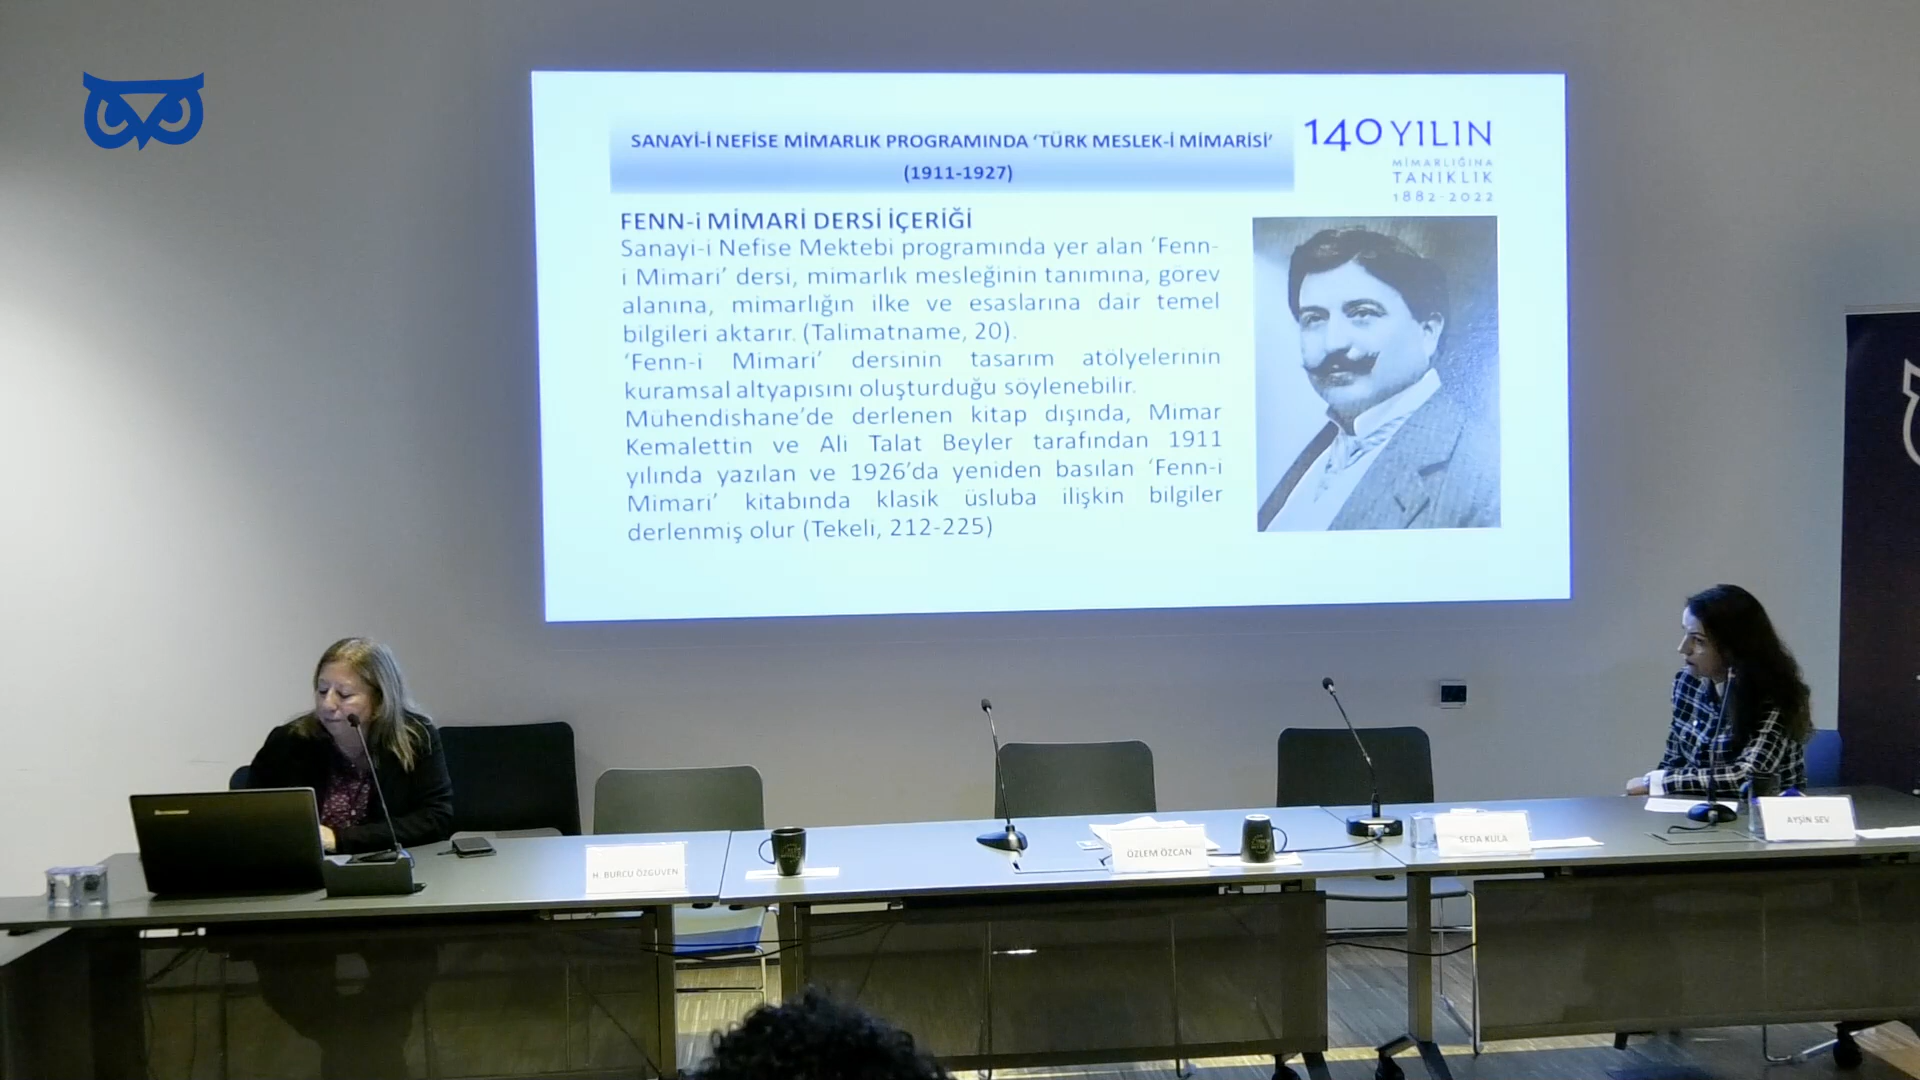 SANAYİ-İ NEFİSE MİMARLIK PROGRAMINDA ‘TÜRK MESLEK-İ MİMARİSİ’
(1911-1927)
140 YILIN
MİMARLIĞINA
TANIKLIK
1882-2022
FENN-i MİMARİ DERSİ İÇERİĞİ
Sanayi-i Nefise Mektebi programında yer alan ‘Fenn-
i Mimari’ dersi, mimarlık mesleğinin tanımına, görev
alanına, mimarlığın ilke ve esaslarına dair temel
bilgileri aktarır. (Talimatname, 20).
‘Fenn-i Mimari’ dersinin tasarım atölyelerinin
kuramsal altyapısını oluşturduğu söylenebilir.
Mühendishane’de derlenen kitap dışında, Mimar
Kemalettin ve Ali Talat Beyler tarafından 1911
yılında yazılan ve 1926’da yeniden basılan ‘Fenn-i
Mimari’ kitabında klasik üsluba ilişkin bilgiler
derlenmiş olur (Tekeli, 212-225)
H. BURCU ÖZGÜVEN
ÖZLEM ÖZCAN
SEDA KULA
AYŞİN SEV